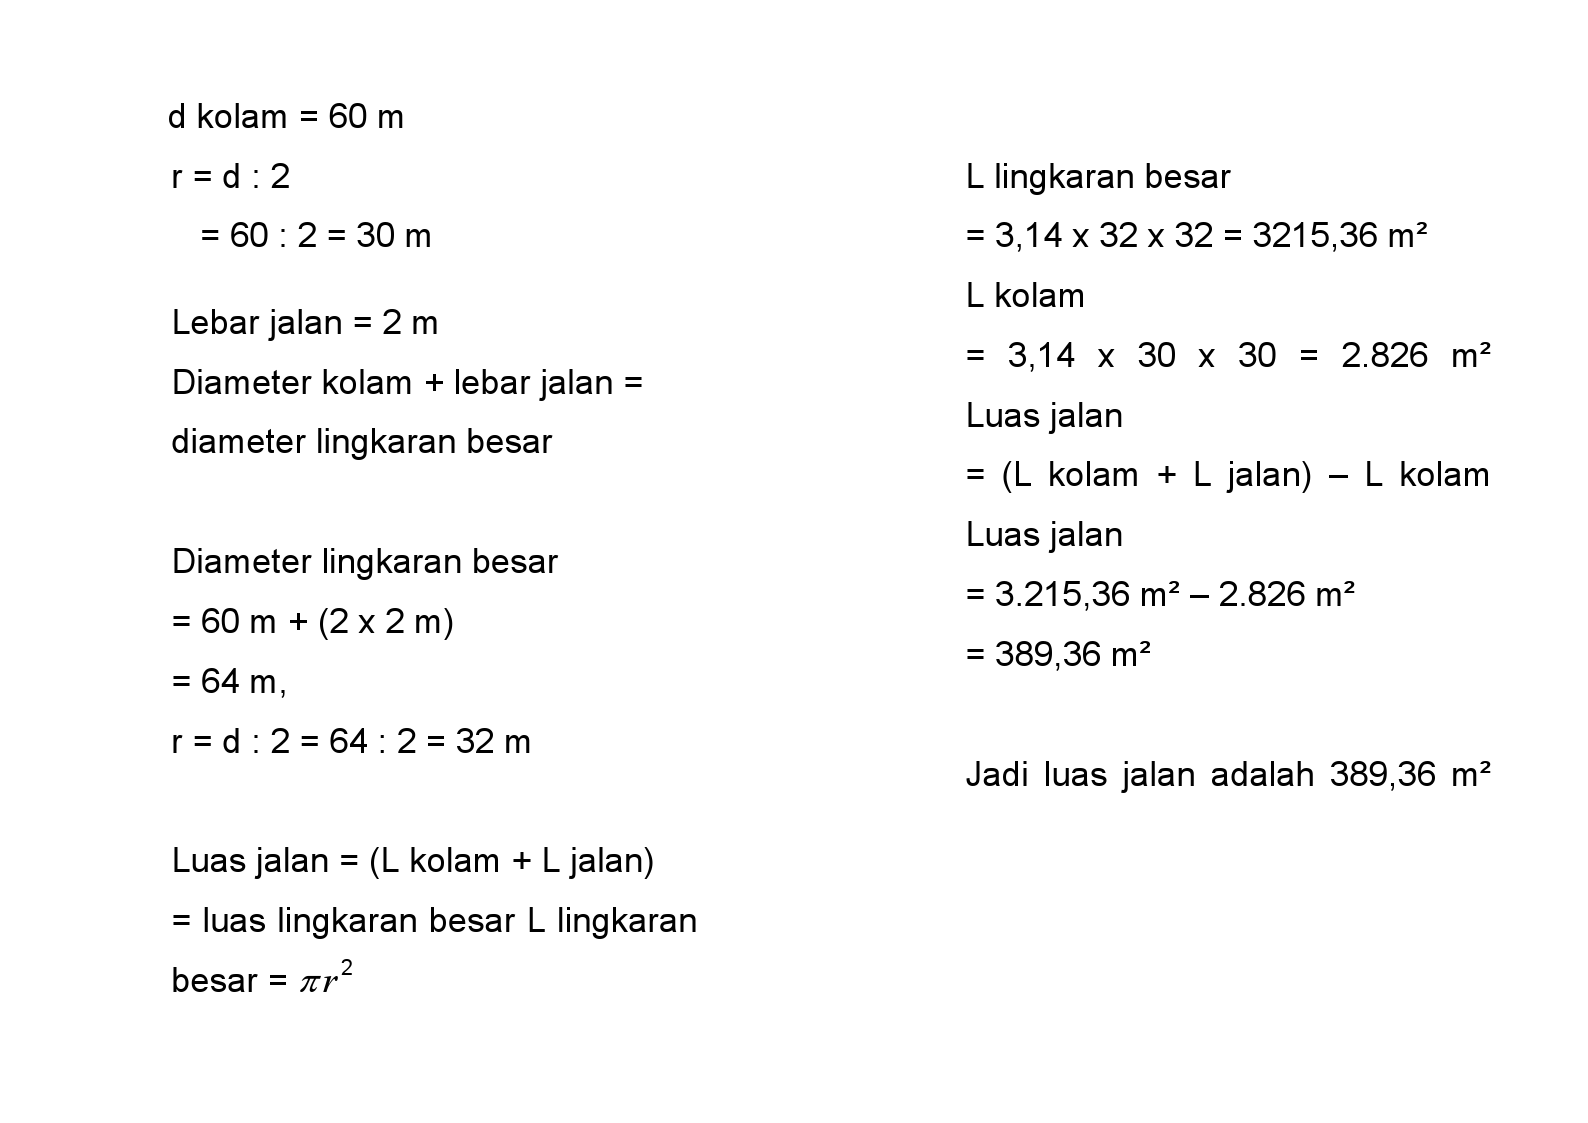 d kolam = 60 m
r = d : 2
= 60 : 2 = 30 m
Lebar jalan = 2 m
Diameter kolam + lebar jalan =
diameter lingkaran besar
Diameter lingkaran besar
= 60 m + (2 x 2 m)
= 64 m,
r = d : 2 = 64 : 2 = 32 m
Luas jalan = (L kolam + L jalan)
= luas lingkaran besar L lingkaran
besar = πr²
L lingkaran besar
= 3,14 x 32 x 32 = 3215,36 m²
L kolam
= 3,14 x 30 x 30 = 2.826 m²
Luas jalan
= (L kolam + L jalan) – L kolam
Luas jalan
= 3.215,36 m² – 2.826 m²
= 389,36 m²
Jadi luas jalan adalah 389,36 m²